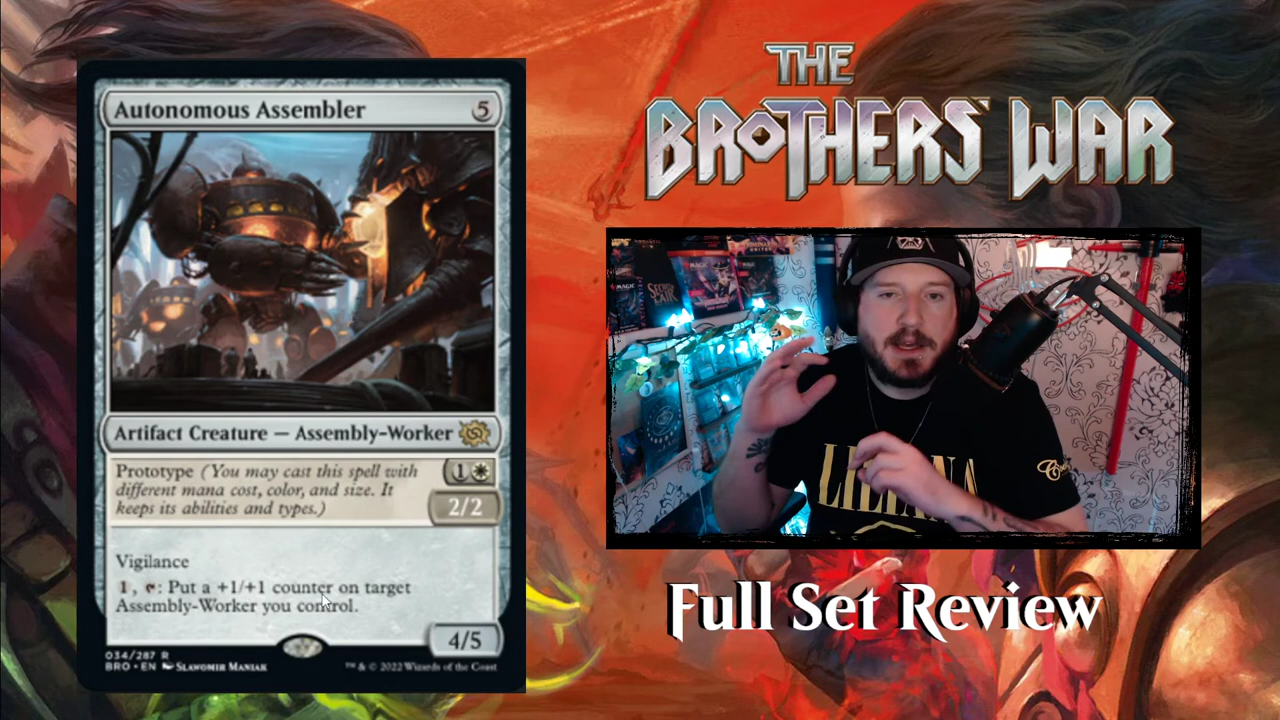 Autonomous Assembler 5
Artifact Creature — Assembly-Worker
Prototype (You may cast this spell with
different mana cost, color, and size. It
keeps its abilities and types.)
1
2/2
Vigilance
1, : Put a +1/+1 counter on target
Assembly-Worker you control.
4/5
034/287 R
BRO • EN SLAWOMIR MANIAK
™ & © 2022 Wizards of the Coast
THE
BROTHERS' WAR
MAGIC
LILIANA
Full Set Review